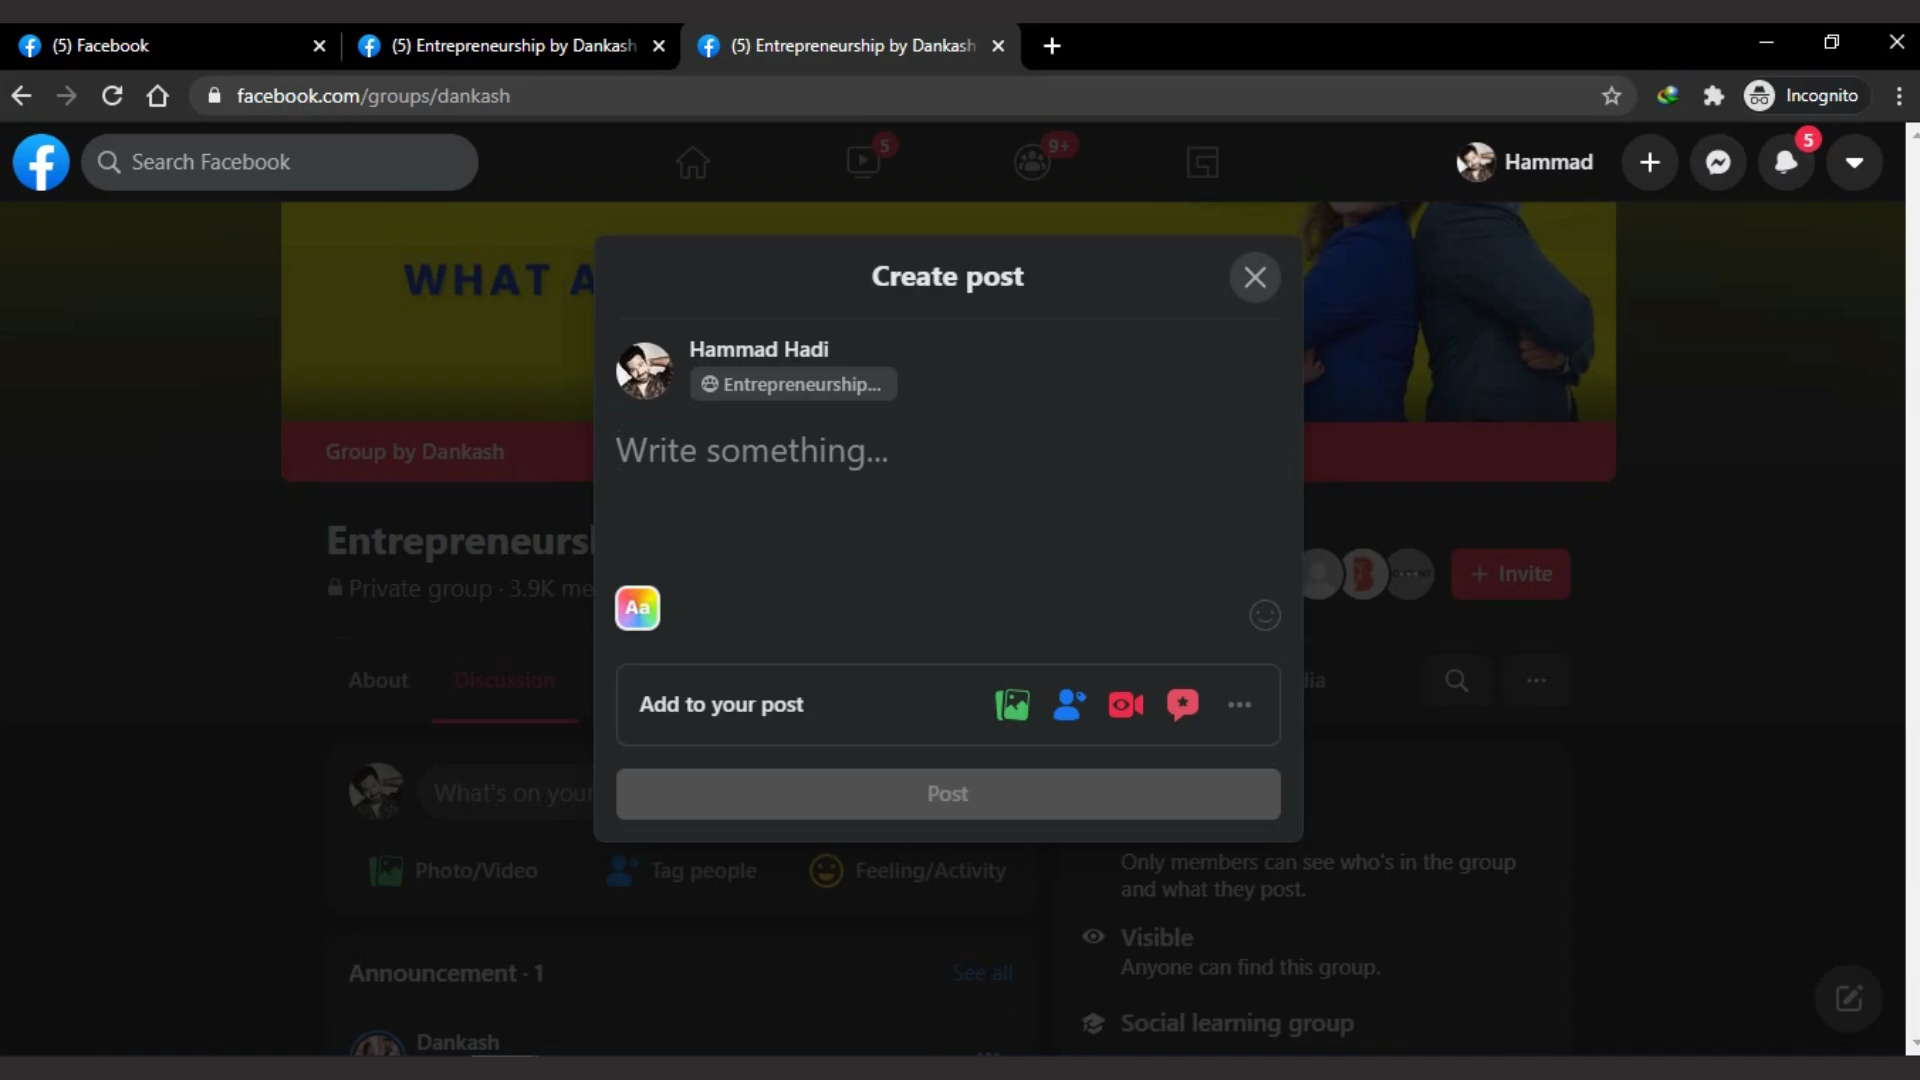 (5) Facebook
(5) Entrepreneurship by Dankash
(5) Entrepreneurship by Dankash
facebook.com/groups/dankash
Incognito
Search Facebook
5
9+
Hammad
5
WHAT A
Create post
Hammad Hadi
Entrepreneurship...
Write something...
Group by Dankash
Entrepreneursh
Private group · 3.9K me
+ Invite
Aa
About
Discussion
dia
Add to your post
What's on your
Post
Photo/Video
Tag people
Feeling/Activity
Only members can see who's in the group
and what they post.
Visible
Anyone can find this group.
Announcement · 1
See all
Social learning group
Dankash